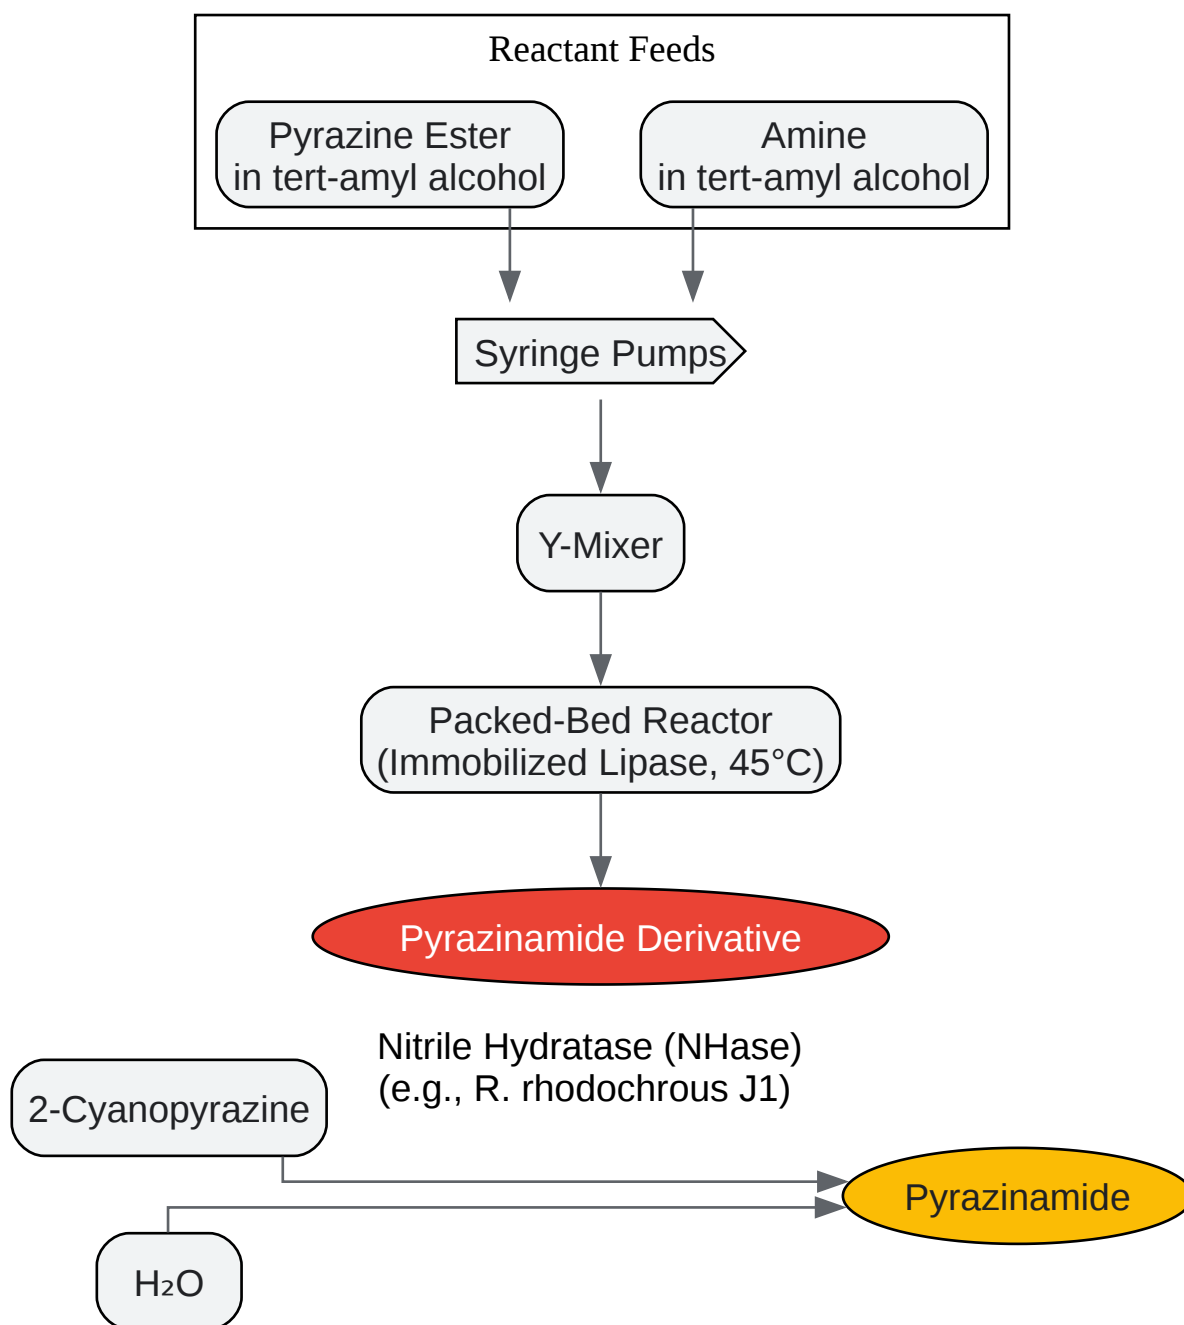 Reactant Feeds
Pyrazine Ester
in tert-amyl alcohol
Amine
in tert-amyl alcohol
Syringe Pumps
Y-Mixer
Packed-Bed Reactor
(Immobilized Lipase, 45°C)
Pyrazinamide Derivative
Nitrile Hydratase (NHase)
(e.g., R. rhodochrous J1)
2-Cyanopyrazine
Pyrazinamide
H₂O